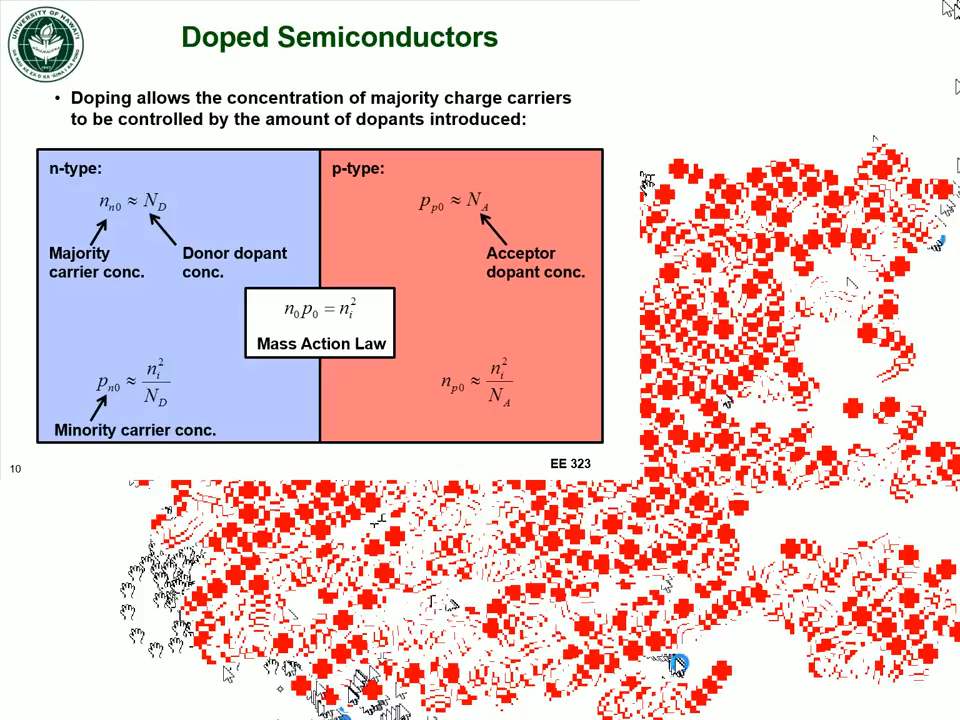 UNIVERSITY OF HAWAI'I
Doped Semiconductors
• Doping allows the concentration of majority charge carriers
to be controlled by the amount of dopants introduced:
n-type:
p-type:
n_{n0} ≈ N_D
p_{p0} ≈ N_A
Majority
carrier conc.
Donor dopant
conc.
Acceptor
dopant conc.
n_0 p_0 = n_i^2
Mass Action Law
p_{n0} ≈ n_i^2 / N_D
n_{p0} ≈ n_i^2 / N_A
Minority carrier conc.
10
EE 323